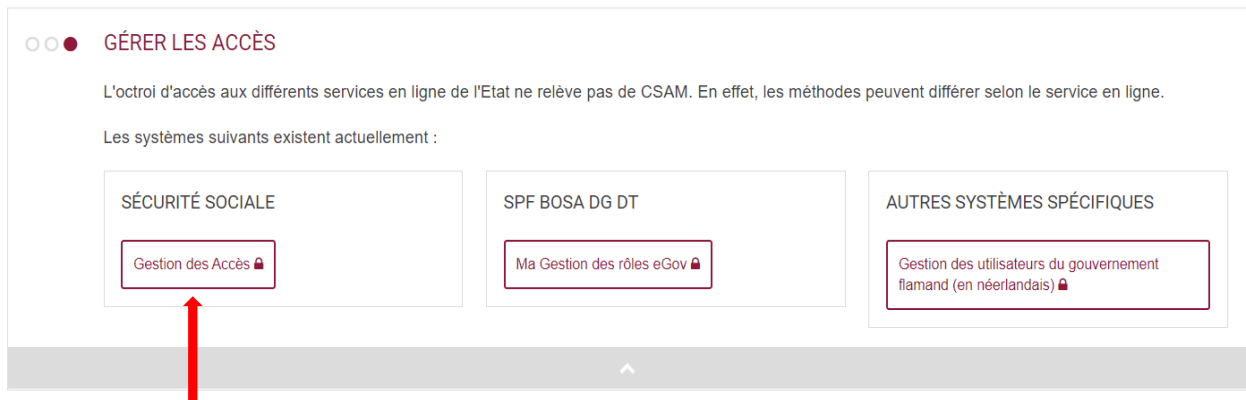 GÉRER LES ACCÈS
L'octroi d'accès aux différents services en ligne de l'Etat ne relève pas de CSAM. En effet, les méthodes peuvent différer selon le service en ligne.
Les systèmes suivants existent actuellement :
SÉCURITÉ SOCIALE
Gestion des Accès
SPF BOSA DG DT
Ma Gestion des rôles eGov
AUTRES SYSTÈMES SPÉCIFIQUES
Gestion des utilisateurs du gouvernement
flamand (en néerlandais)